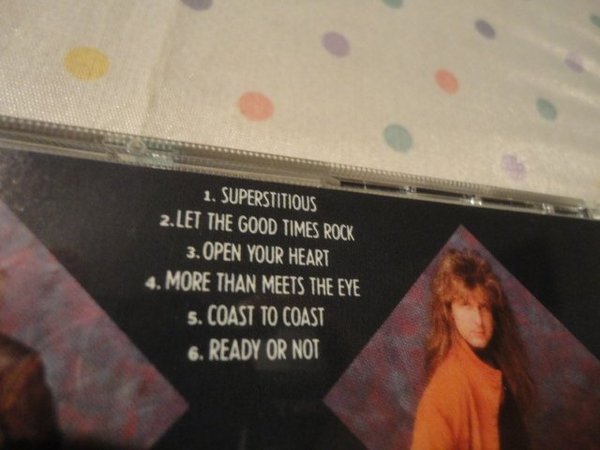 1. SUPERSTITIOUS
2. LET THE GOOD TIMES ROCK
3. OPEN YOUR HEART
4. MORE THAN MEETS THE EYE
5. COAST TO COAST
6. READY OR NOT